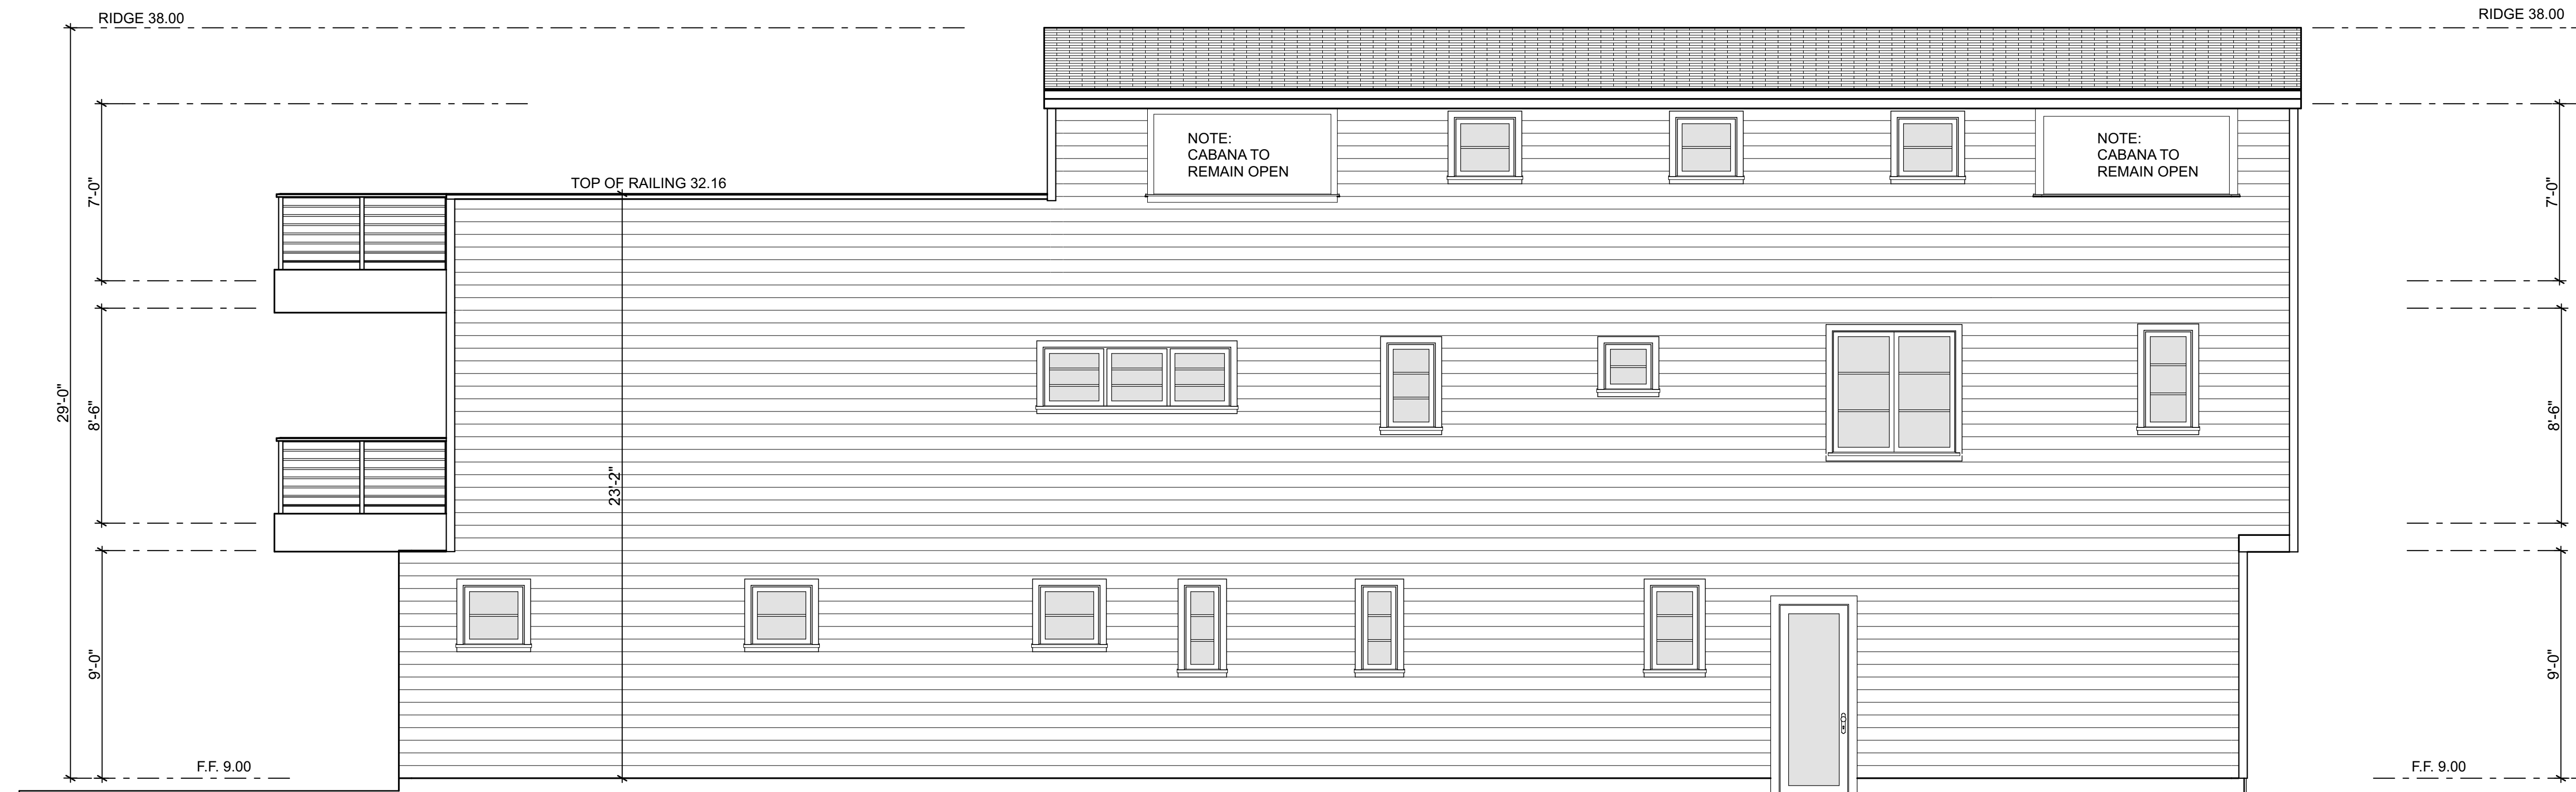 RIDGE 38.00
RIDGE 38.00
NOTE:
CABANA TO
REMAIN OPEN
NOTE:
CABANA TO
REMAIN OPEN
TOP OF RAILING 32.16
7'-0"
7'-0"
29'-0"
8'-6"
8'-6"
23'-2"
9'-0"
9'-0"
F.F. 9.00
F.F. 9.00